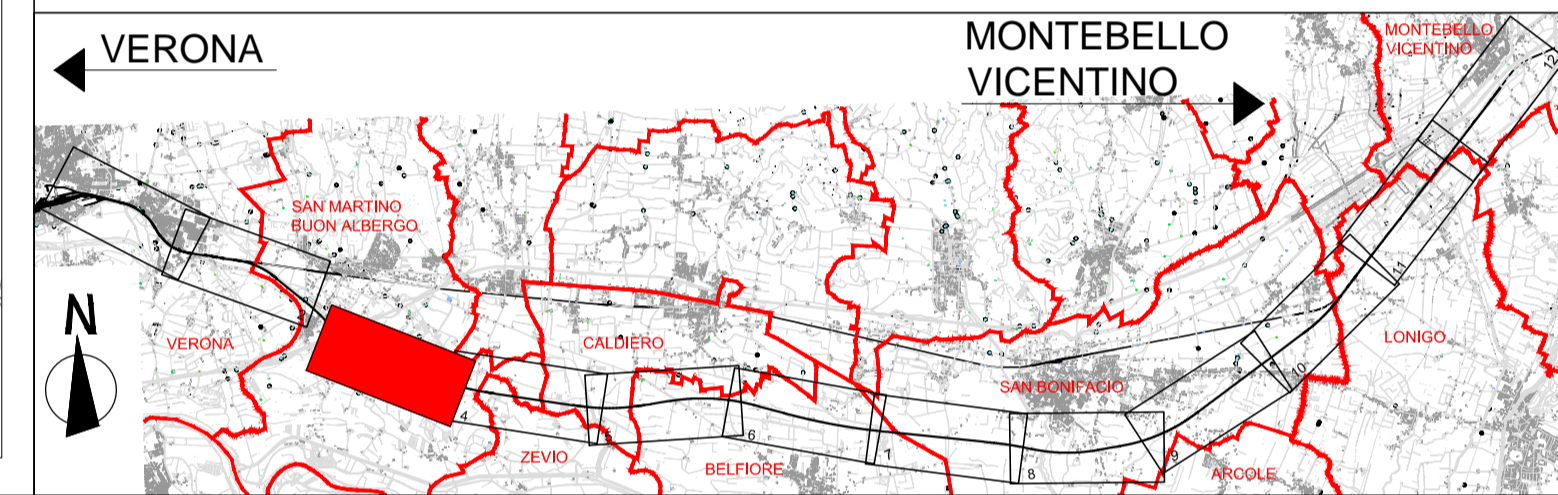 VERONA
MONTEBELLO
VICENTINO
MONTEBELLO
VICENTINO
12
SAN MARTINO
BUON ALBERGO
11
N
VERONA
CALDIERO
LONIGO
10
SAN BONIFACIO
4
5
6
7
8
9
ZEVIO
BELFIORE
ARCOLE